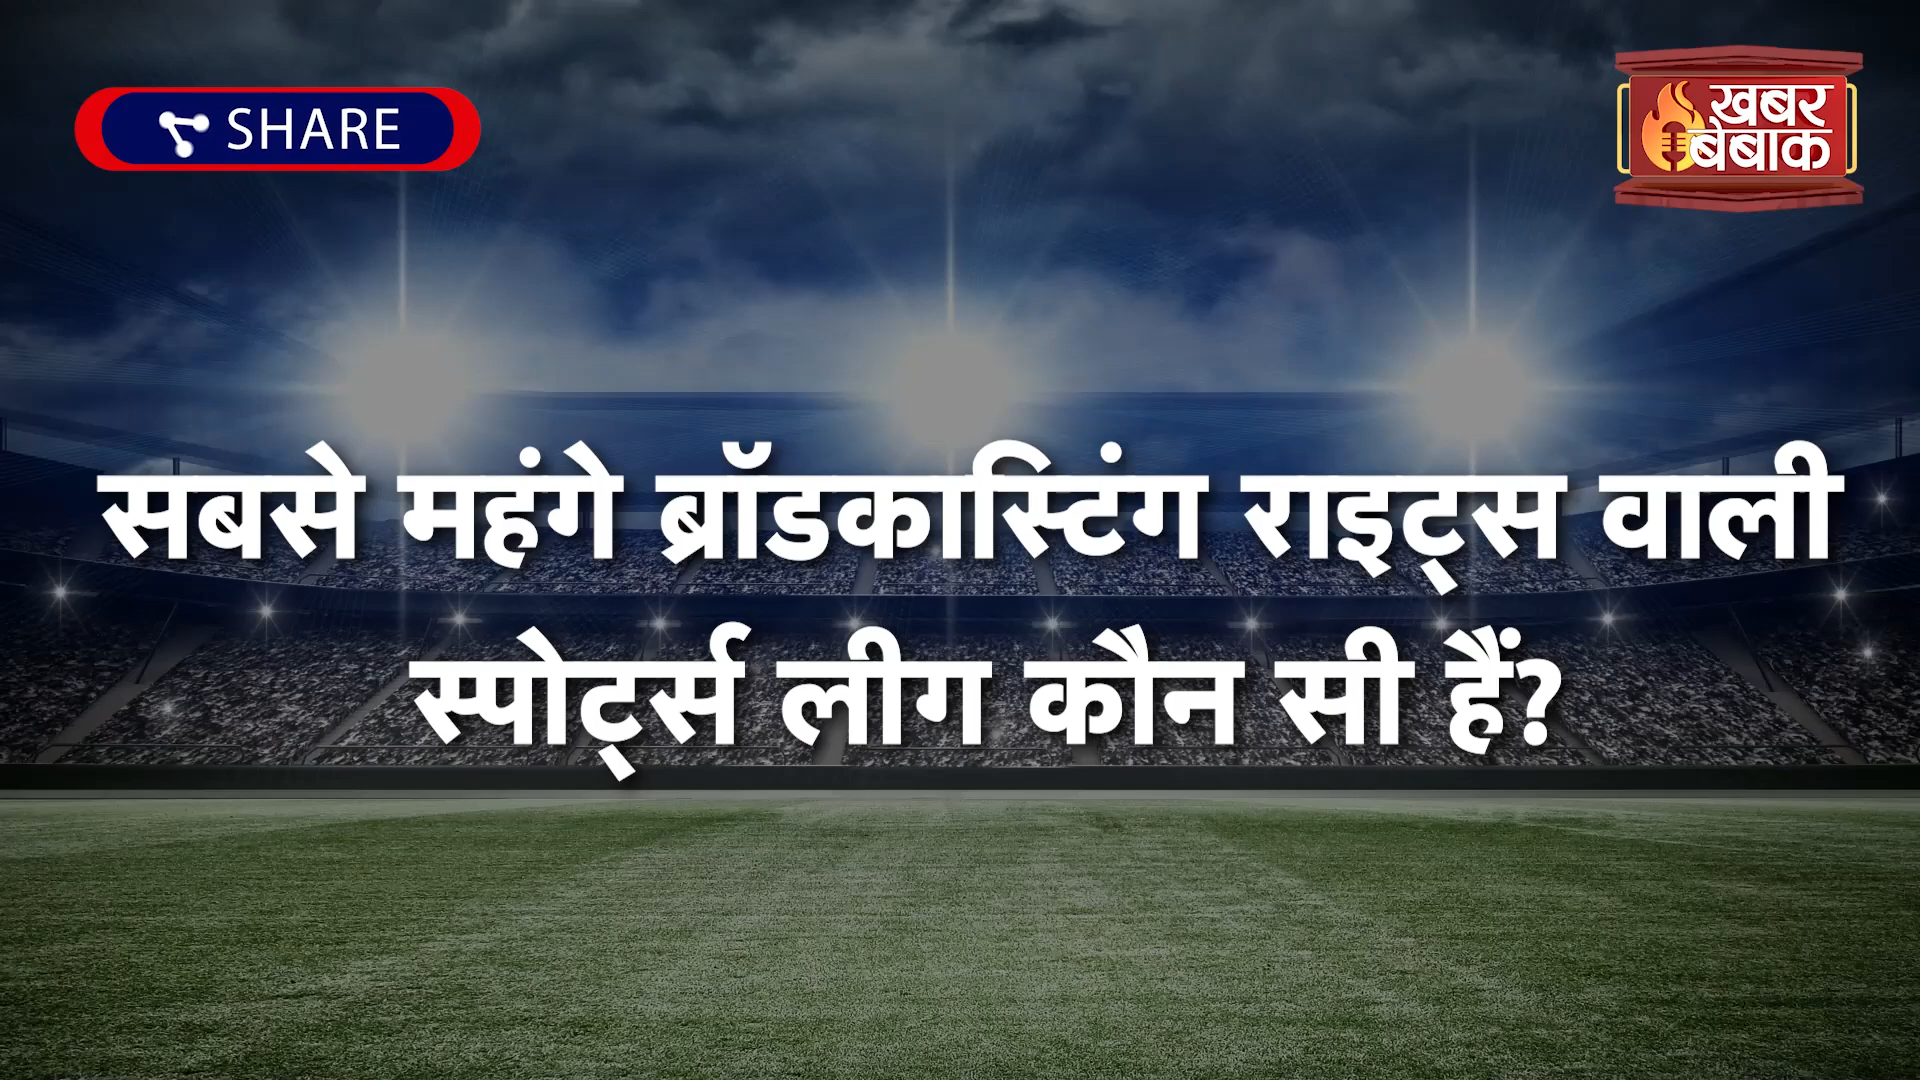 SHARE
खबर
बेबाक
सबसे महंगे ब्रॉडकास्टिंग राइट्स वाली
स्पोर्ट्स लीग कौन सी हैं?